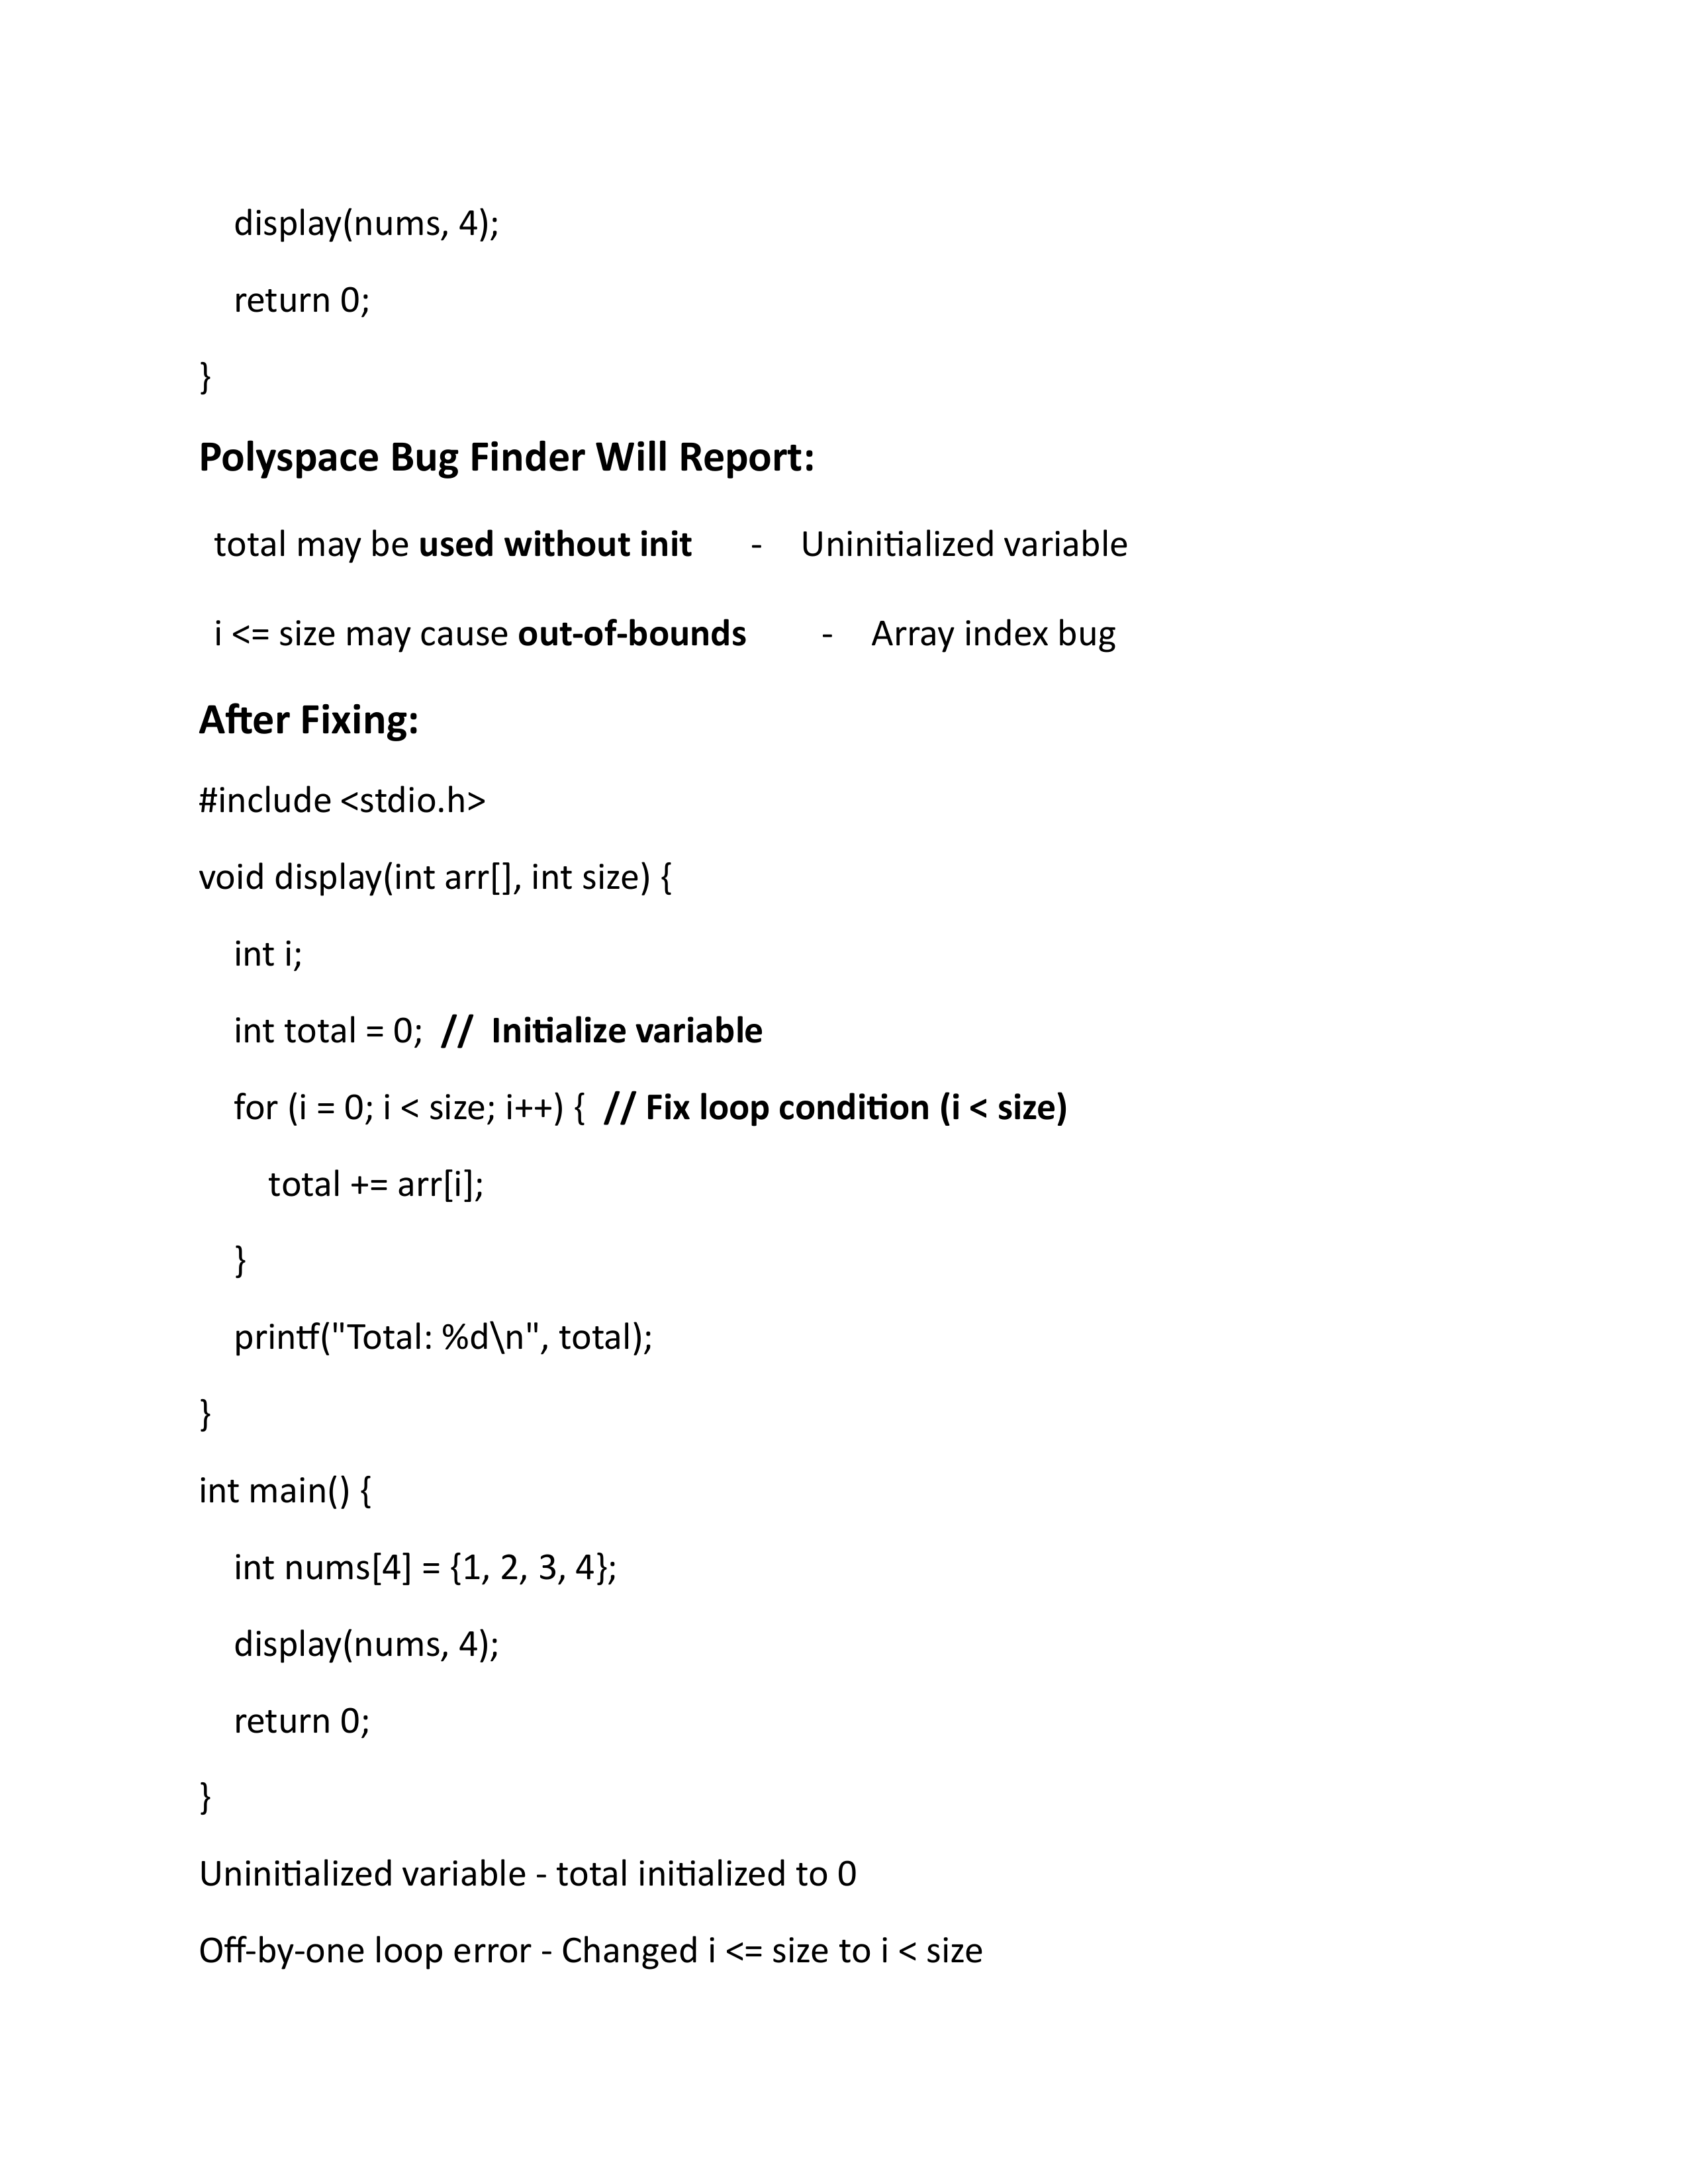 display(nums, 4);
return 0;
}
Polyspace Bug Finder Will Report:
total may be used without init - Uninitialized variable
i <= size may cause out-of-bounds - Array index bug
After Fixing:
#include <stdio.h>
void display(int arr[], int size) {
int i;
int total = 0; // Initialize variable
for (i = 0; i < size; i++) { // Fix loop condition (i < size)
total += arr[i];
}
printf("Total: %d\n", total);
}
int main() {
int nums[4] = {1, 2, 3, 4};
display(nums, 4);
return 0;
}
Uninitialized variable - total initialized to 0
Off-by-one loop error - Changed i <= size to i < size